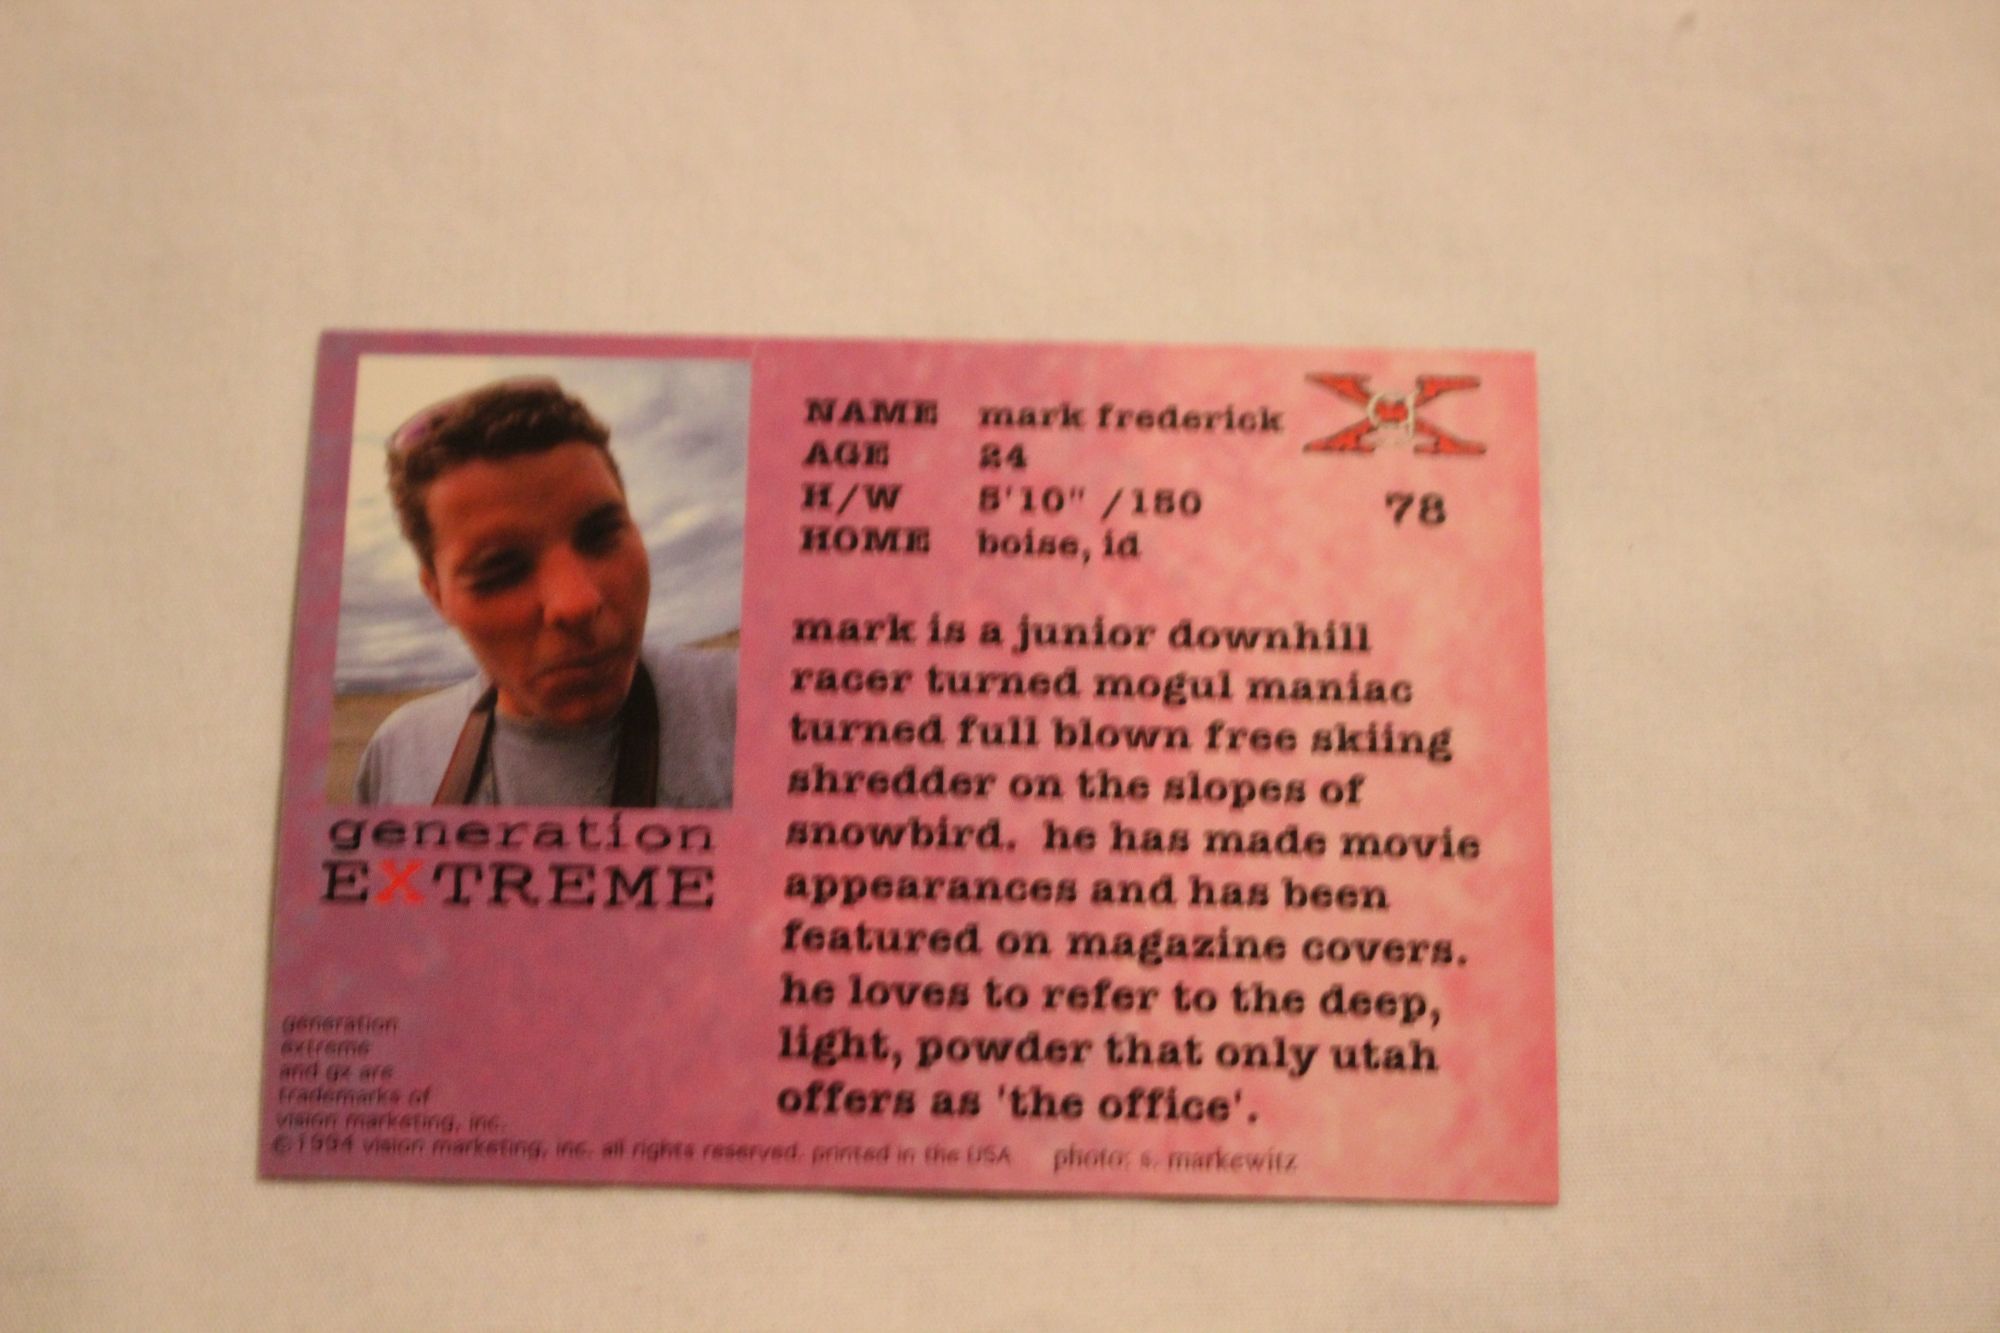 NAME mark frederick
AGE 24
H/W 5'10" /150
HOME boise, id
78
mark is a junior downhill
racer turned mogul maniac
turned full blown free skiing
shredder on the slopes of
snowbird. he has made movie
appearances and has been
featured on magazine covers.
he loves to refer to the deep,
light, powder that only utah
offers as 'the office'.
generation
EXTREME
generation
extreme
and gx are
trademarks of
vision marketing, inc.
©1994 vision marketing, inc. all rights reserved. printed in the USA photo: s. markewitz